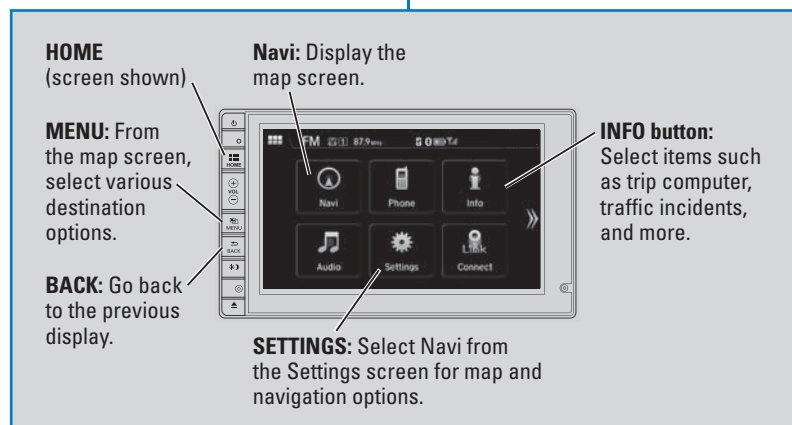 HOME
(screen shown)
Navi: Display the
map screen.
MENU: From
the map screen,
select various
destination
options.
BACK: Go back
to the previous
display.
INFO button:
Select items such
as trip computer,
traffic incidents,
and more.
SETTINGS: Select Navi from
the Settings screen for map and
navigation options.
HOME
VOL
MENU
BACK
FM 87.9 MHz
Navi
Phone
Info
Audio
Settings
Link
Connect